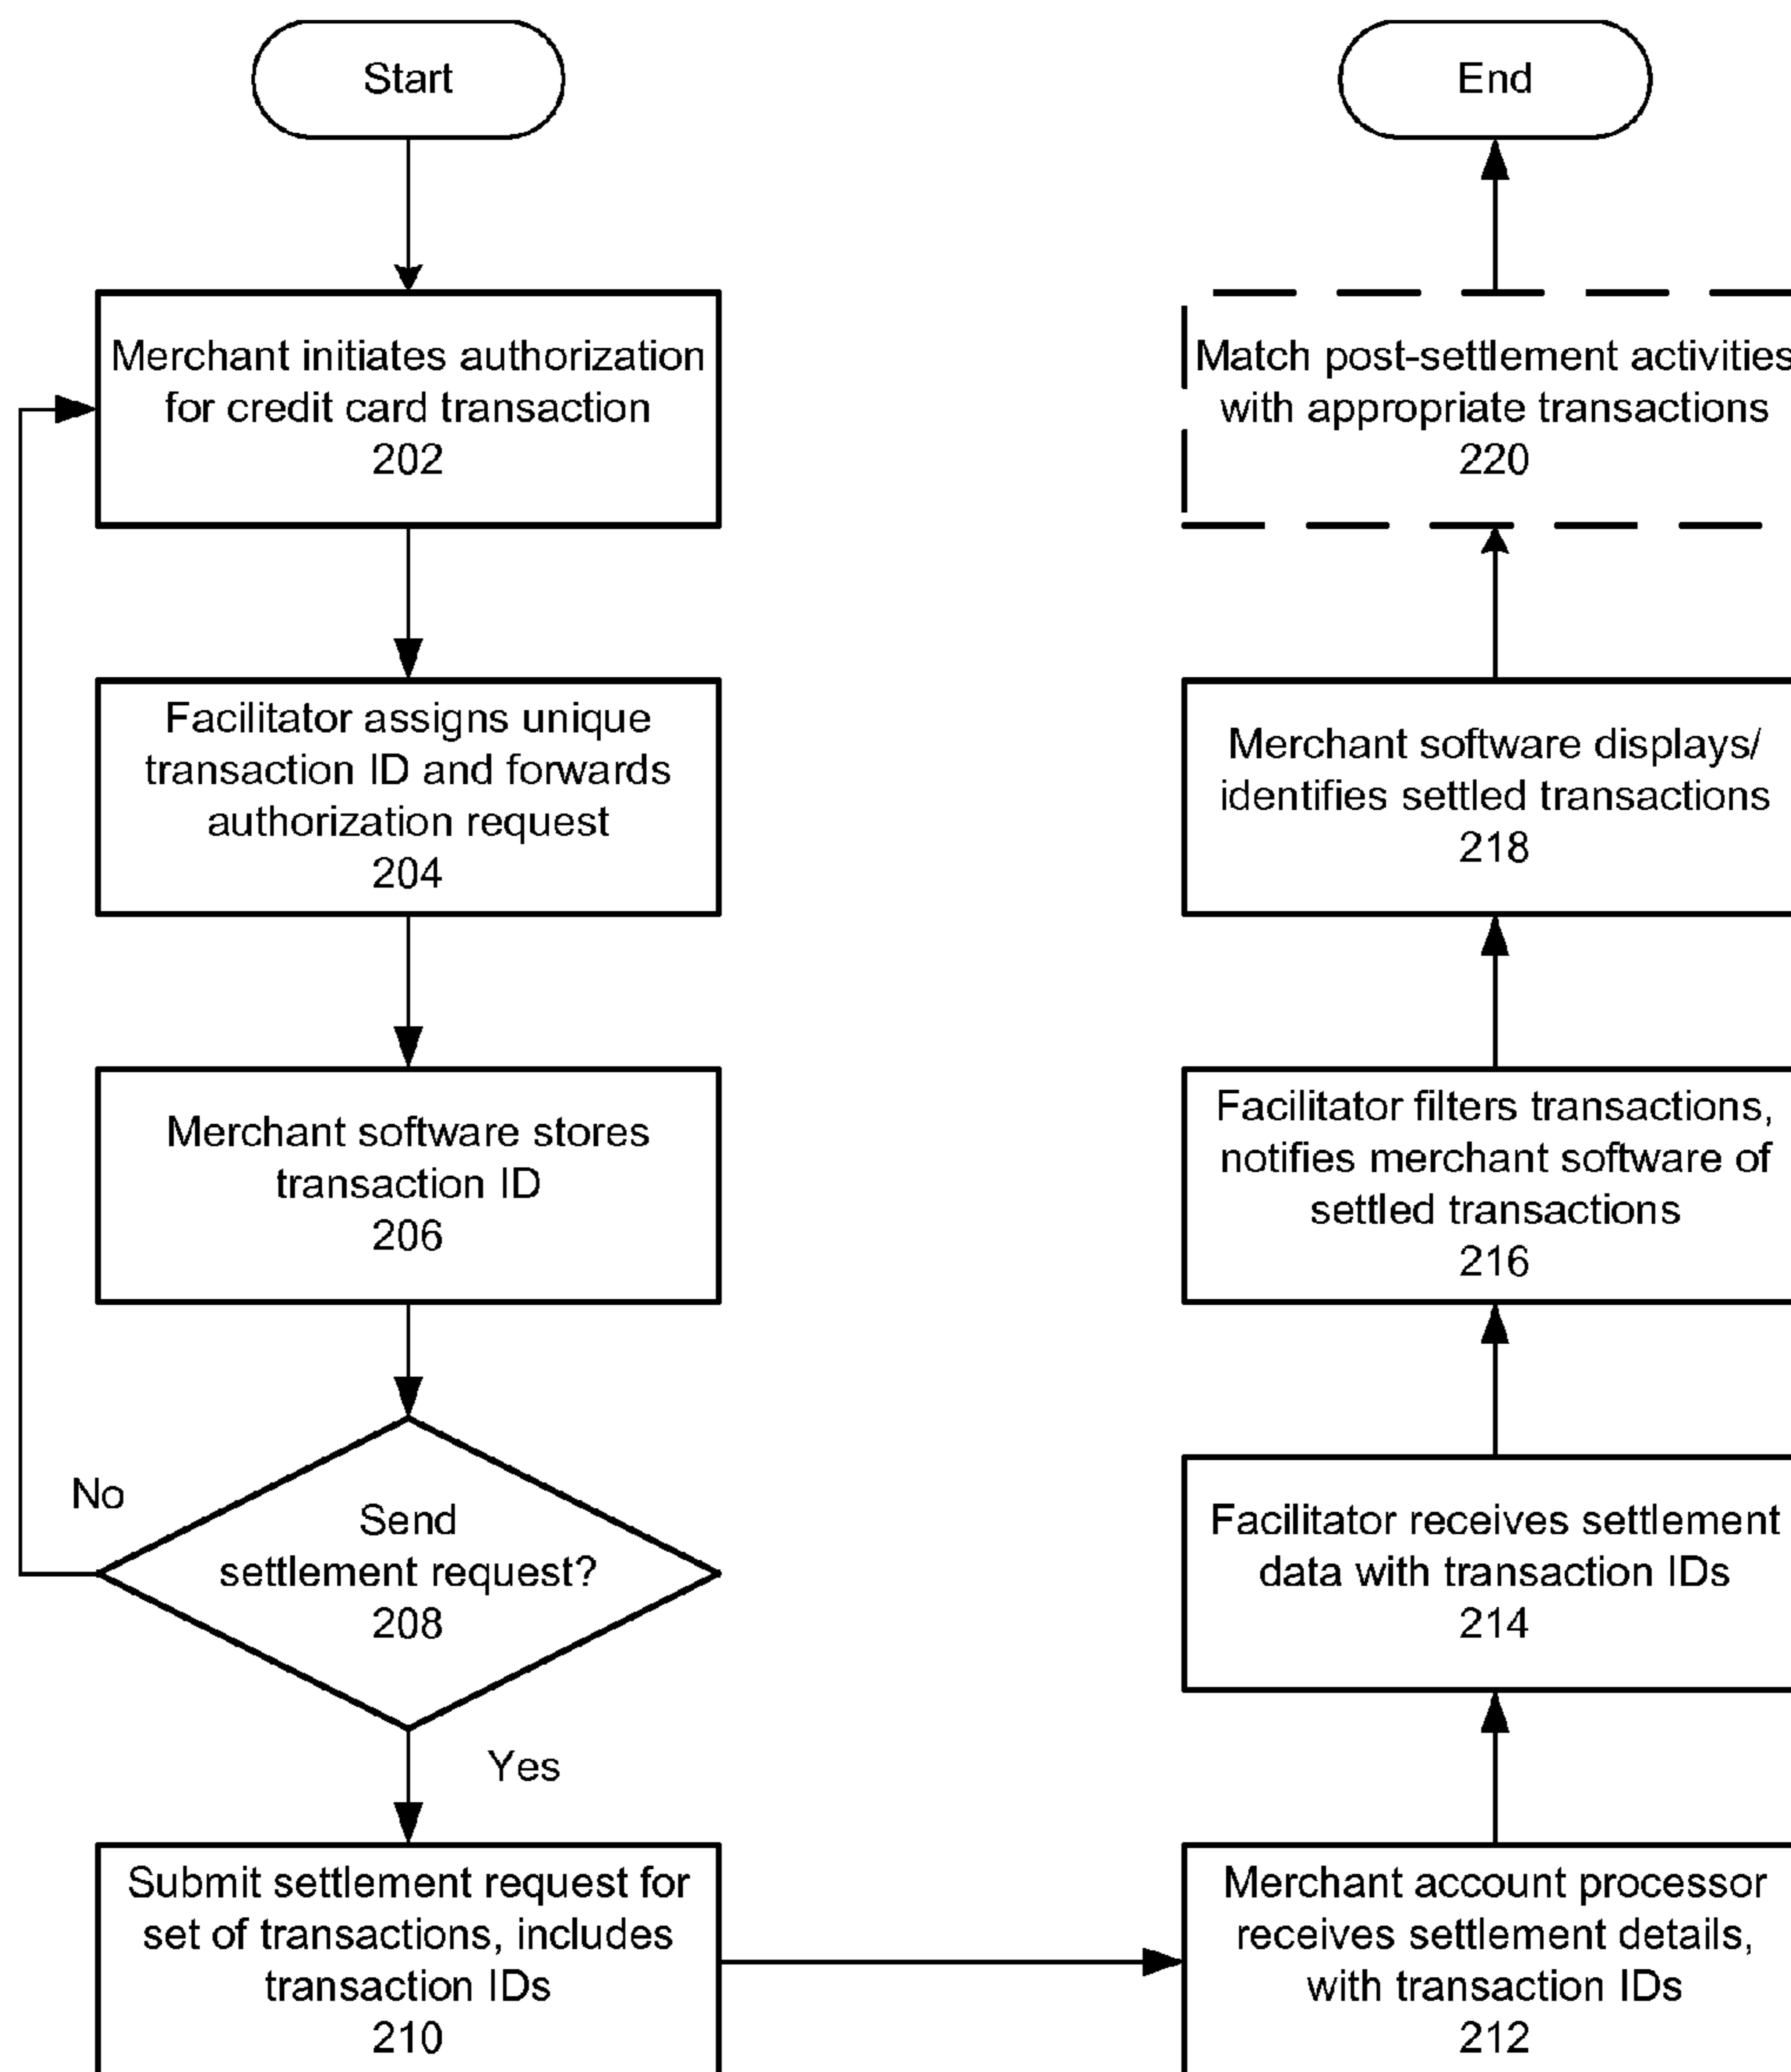 Start
Merchant initiates authorization
for credit card transaction
202
Facilitator assigns unique
transaction ID and forwards
authorization request
204
Merchant software stores
transaction ID
206
No
Send
settlement request?
208
Yes
Submit settlement request for
set of transactions, includes
transaction IDs
210
Merchant account processor
receives settlement details,
with transaction IDs
212
Facilitator receives settlement
data with transaction IDs
214
Facilitator filters transactions,
notifies merchant software of
settled transactions
216
Merchant software displays/
identifies settled transactions
218
Match post-settlement activities
with appropriate transactions
220
End